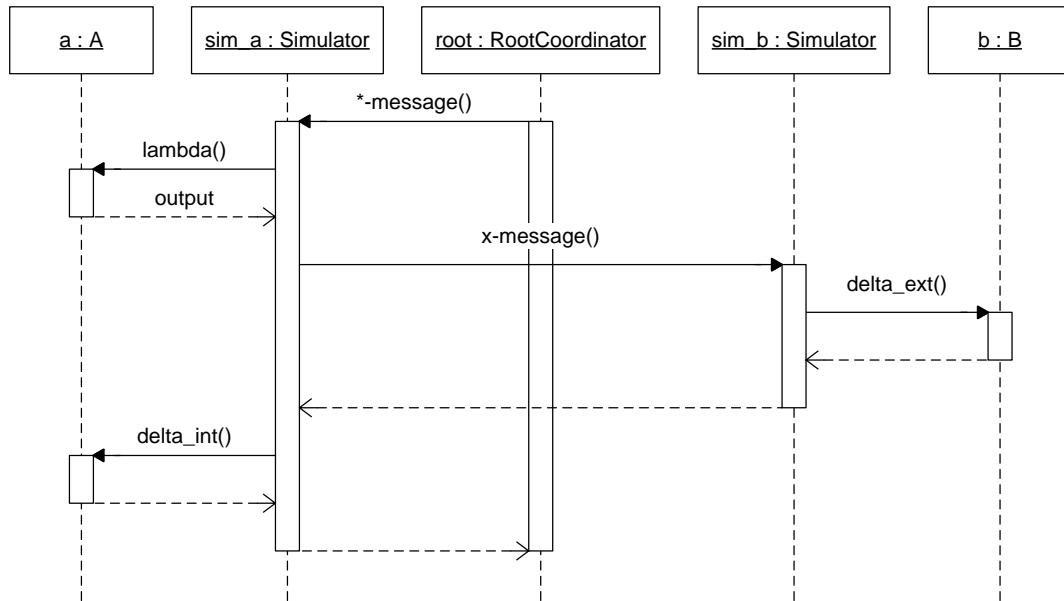 a : A
sim_a : Simulator
root : RootCoordinator
sim_b : Simulator
b : B
*-message()
lambda()
output
x-message()
delta_ext()
delta_int()